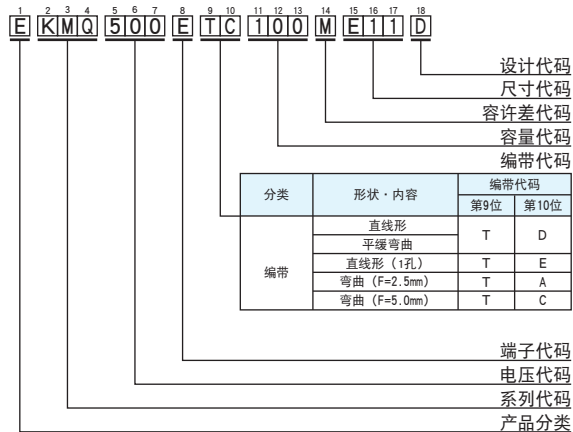 1 2 3 4 5 6 7 8 9 10 11 12 13 14 15 16 17 18
E K M Q 5 0 0 E T C 1 0 0 M E 1 1 D
设计代码
尺寸代码
容许差代码
容量代码
编带代码
分类 形状・内容 编带代码
第9位 第10位
编带 直线形 T D
平缓弯曲
直线形 (1孔) T E
弯曲 (F=2.5mm) T A
弯曲 (F=5.0mm) T C
端子代码
电压代码
系列代码
产品分类